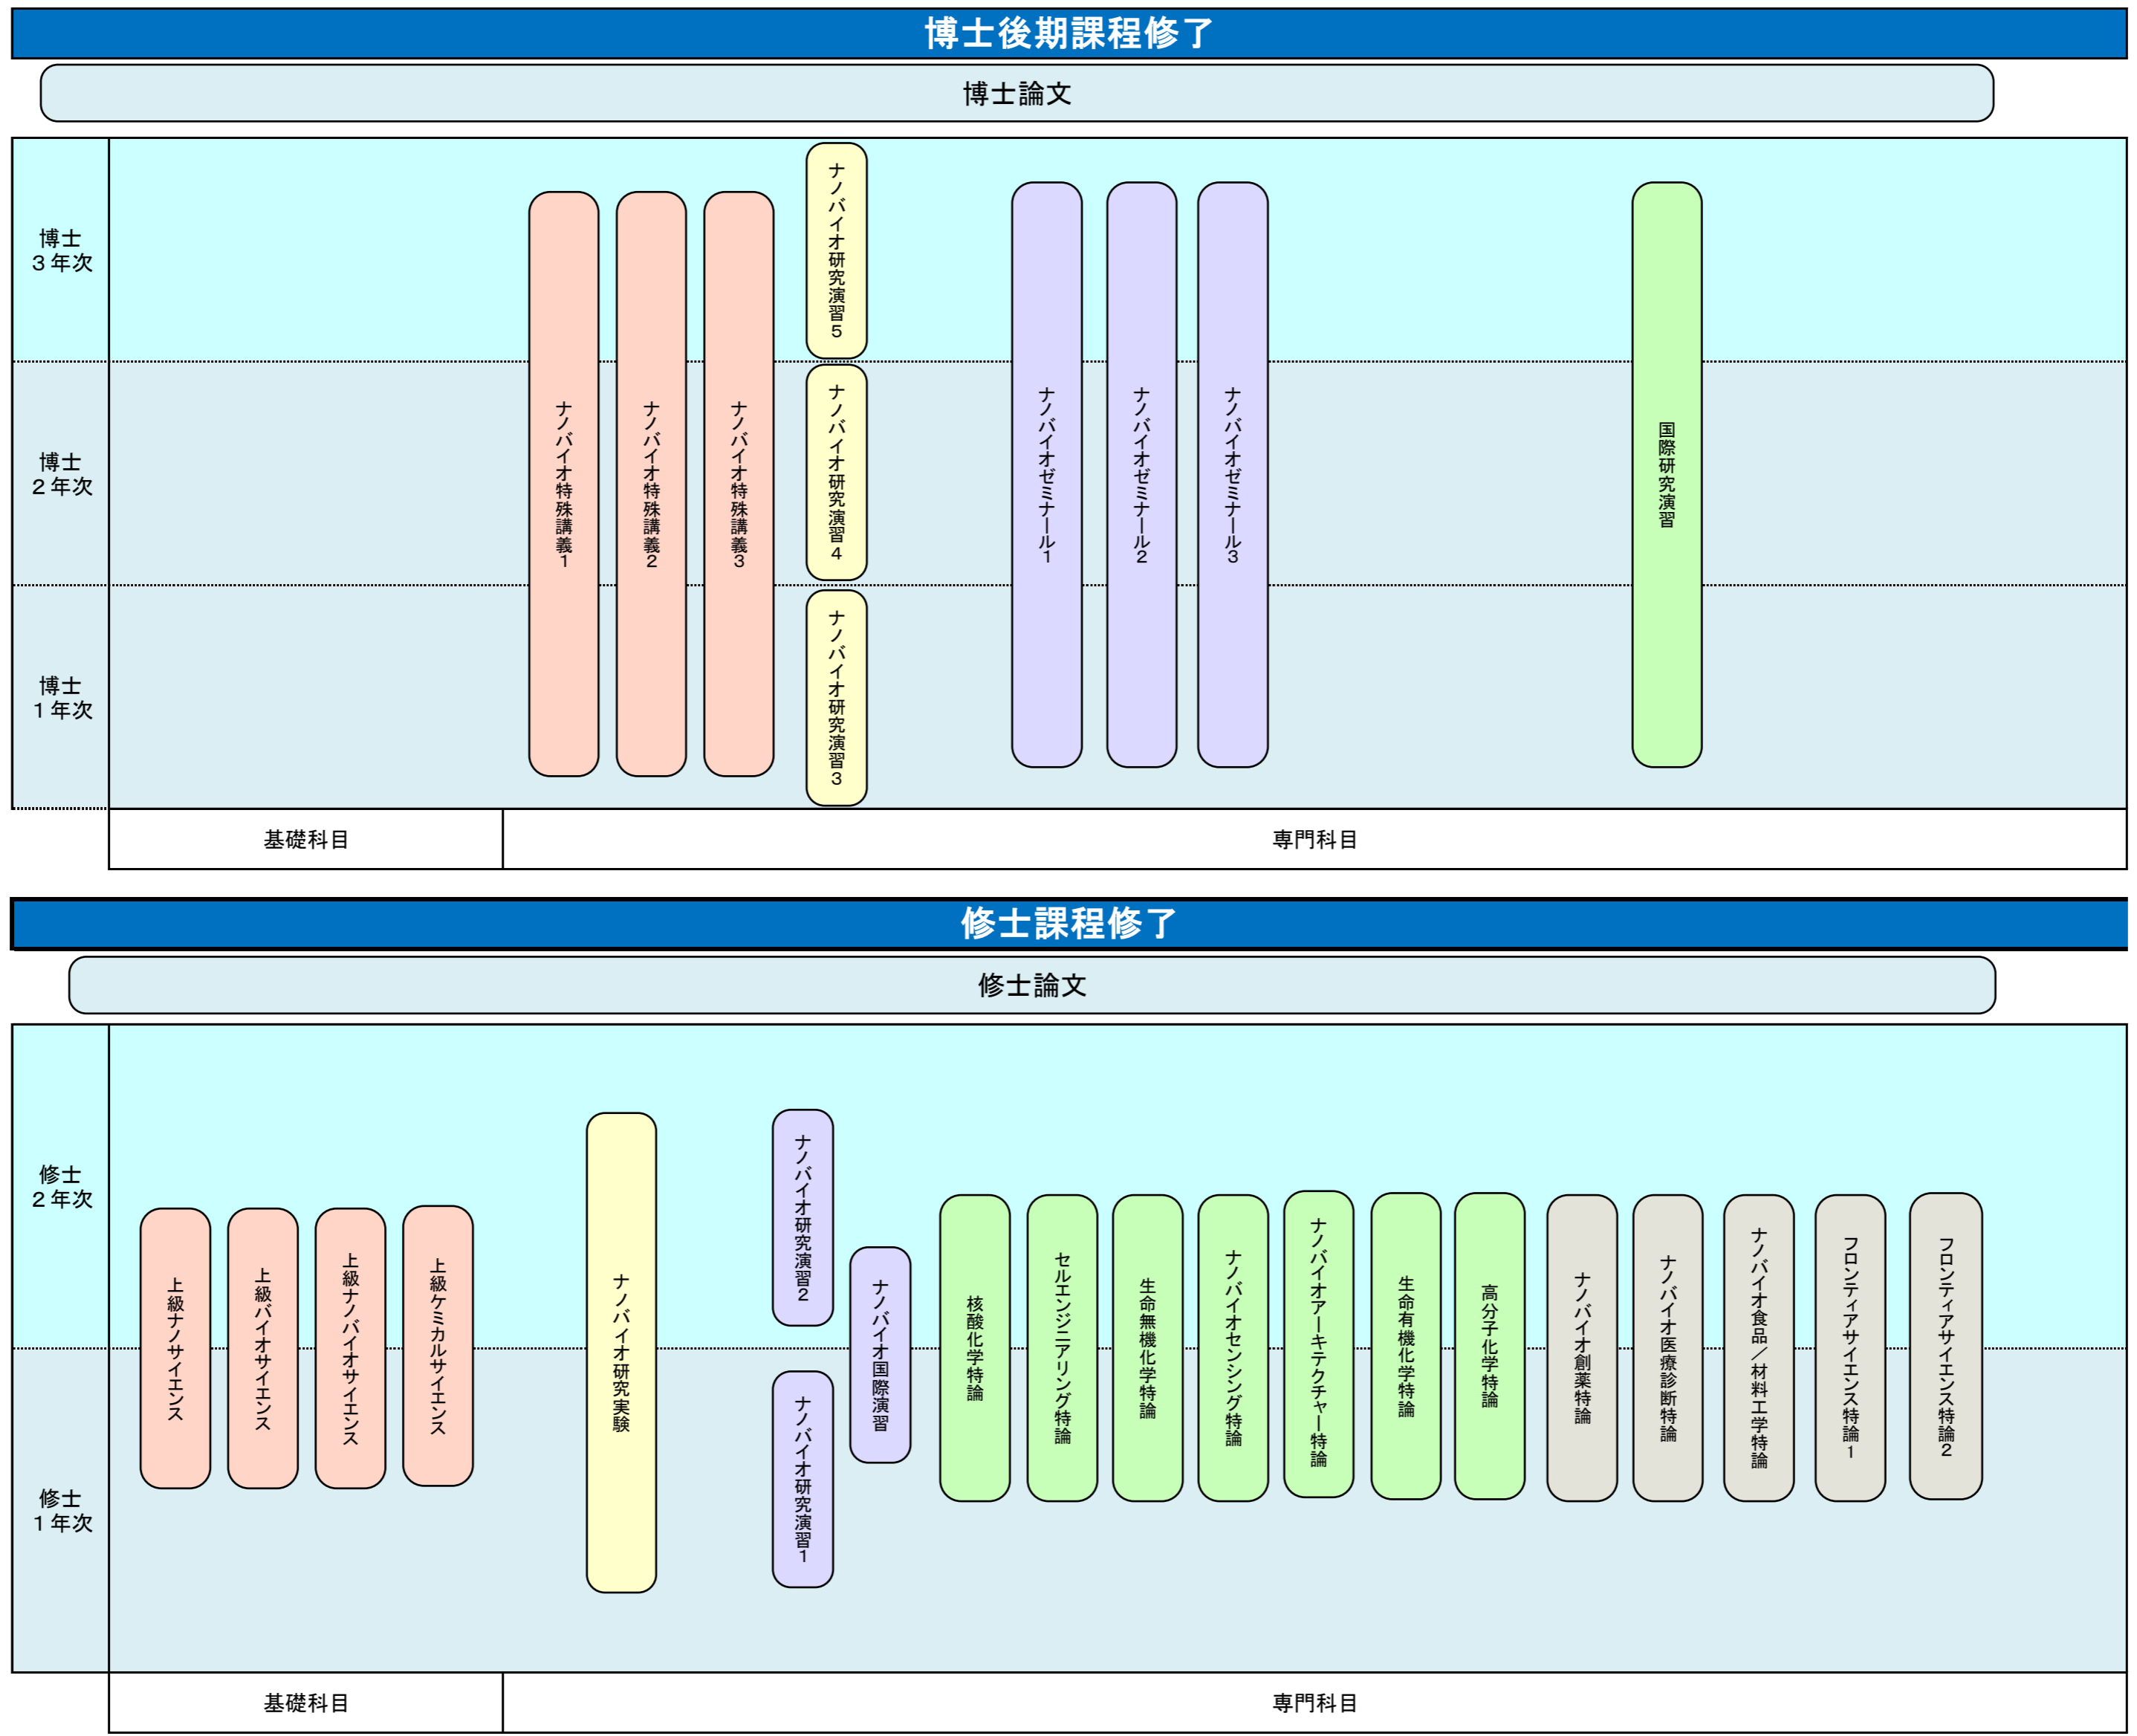 博士後期課程修了
博士論文
博士
３年次
博士
２年次
博士
１年次
ナノバイオ特殊講義１
ナノバイオ特殊講義２
ナノバイオ特殊講義３
ナノバイオ研究演習５
ナノバイオ研究演習４
ナノバイオ研究演習３
ナノバイオゼミナール１
ナノバイオゼミナール２
ナノバイオゼミナール３
国際研究演習
基礎科目
専門科目
修士課程修了
修士論文
修士
２年次
修士
１年次
上級ナノサイエンス
上級バイオサイエンス
上級ナノバイオサイエンス
上級ケミカルサイエンス
ナノバイオ研究実験
ナノバイオ研究演習２
ナノバイオ研究演習１
ナノバイオ国際演習
核酸化学特論
セルエンジニアリング特論
生命無機化学特論
ナノバイオセンシング特論
ナノバイオアーキテクチャー特論
生命有機化学特論
高分子化学特論
ナノバイオ創薬特論
ナノバイオ医療診断特論
ナノバイオ食品／材料工学特論
フロンティアサイエンス特論１
フロンティアサイエンス特論２
基礎科目
専門科目